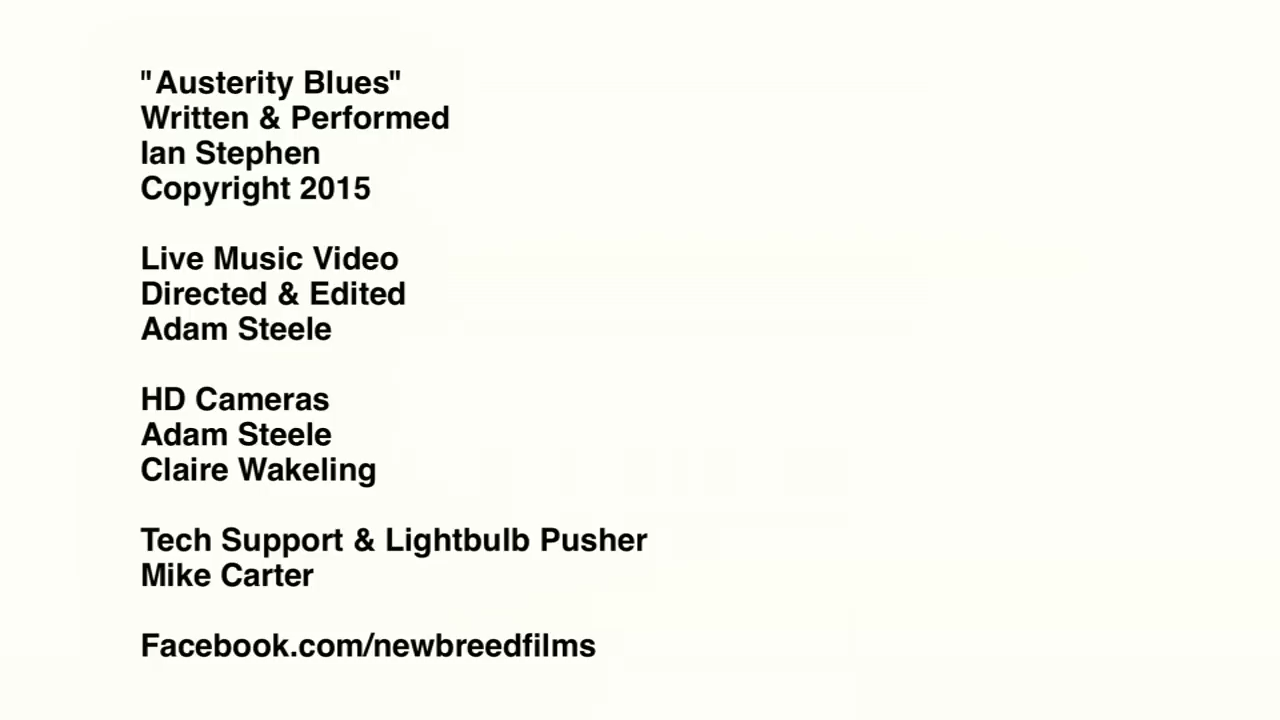 "Austerity Blues"
Written & Performed
Ian Stephen
Copyright 2015
Live Music Video
Directed & Edited
Adam Steele
HD Cameras
Adam Steele
Claire Wakeling
Tech Support & Lightbulb Pusher
Mike Carter
Facebook.com/newbreedfilms